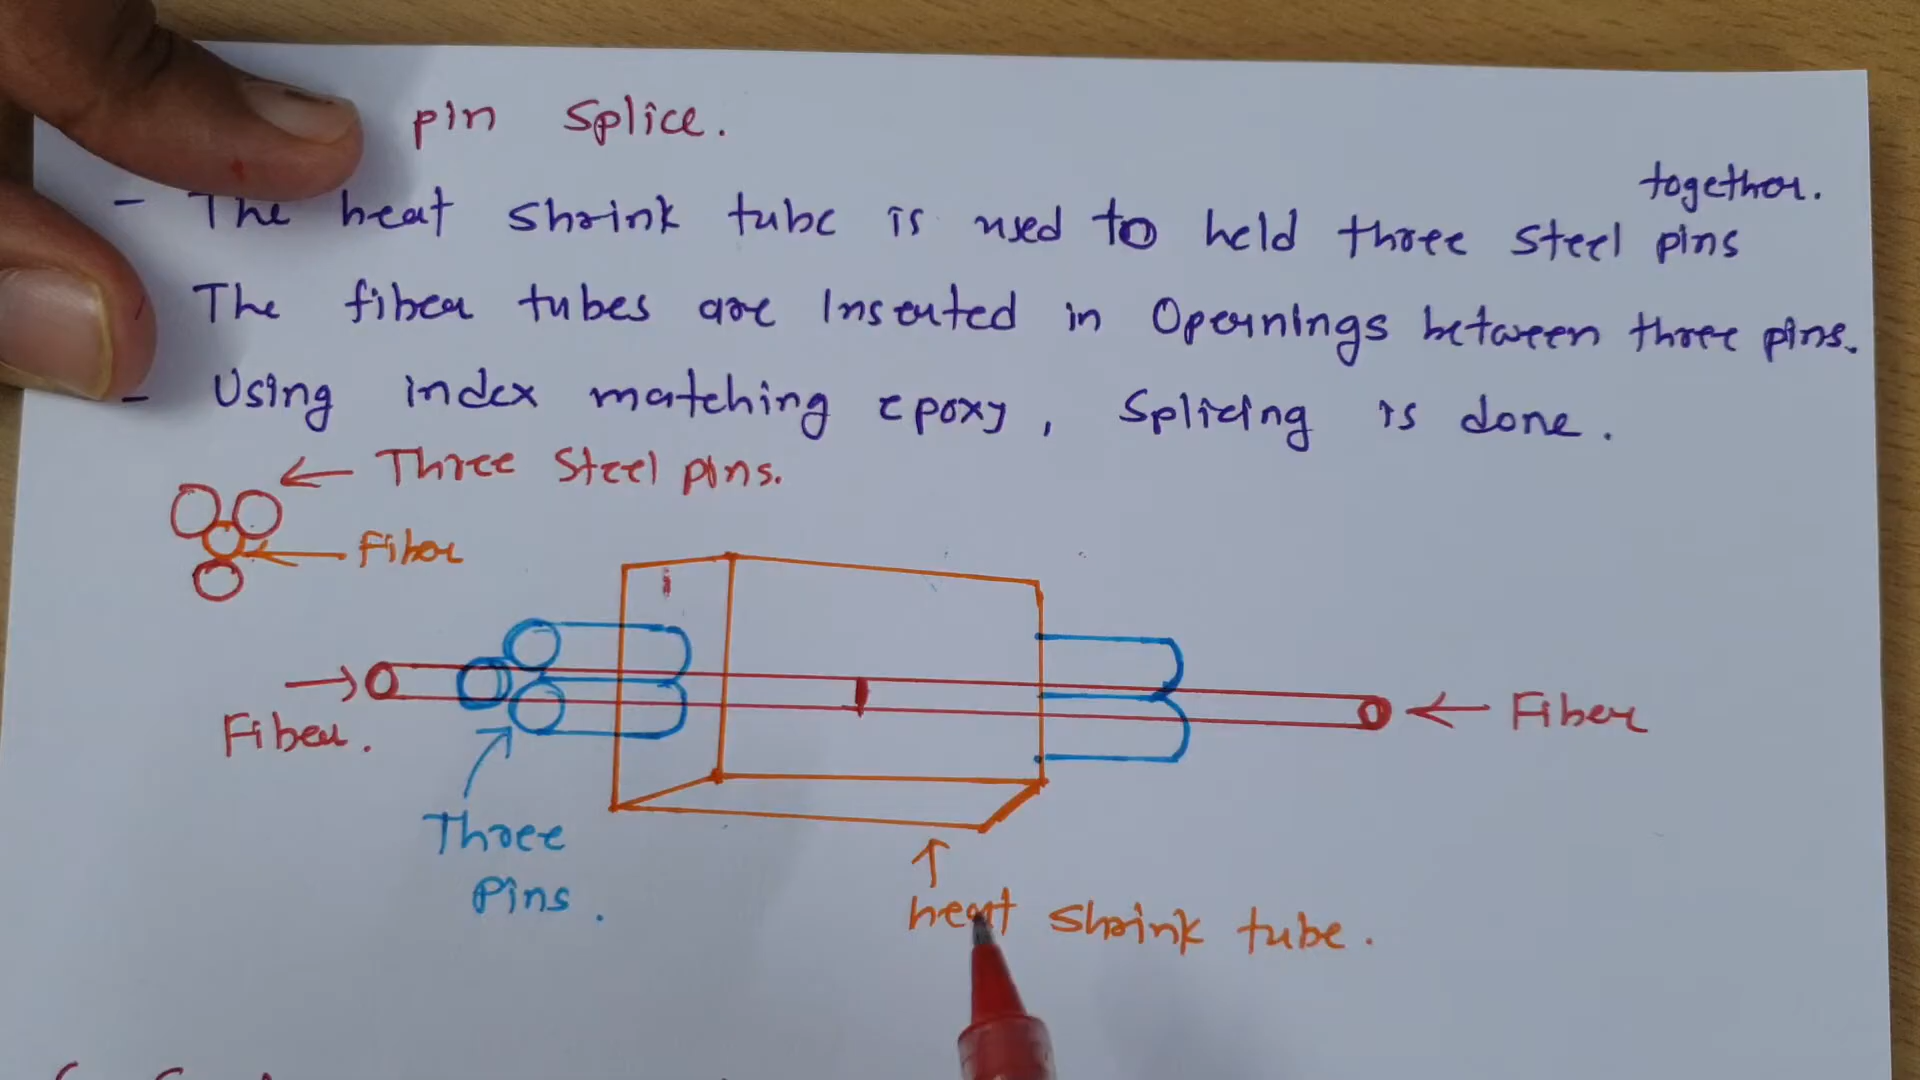 pin splice.
together.
- The heat shrink tube is used to held three steel pins
The fiber tubes are inserted in Openings between three pins.
- Using index matching epoxy, splicing is done.
← Three steel pins.
← Fiber
→ Fiber.
← Fiber
Three
Pins.
heat shrink tube.